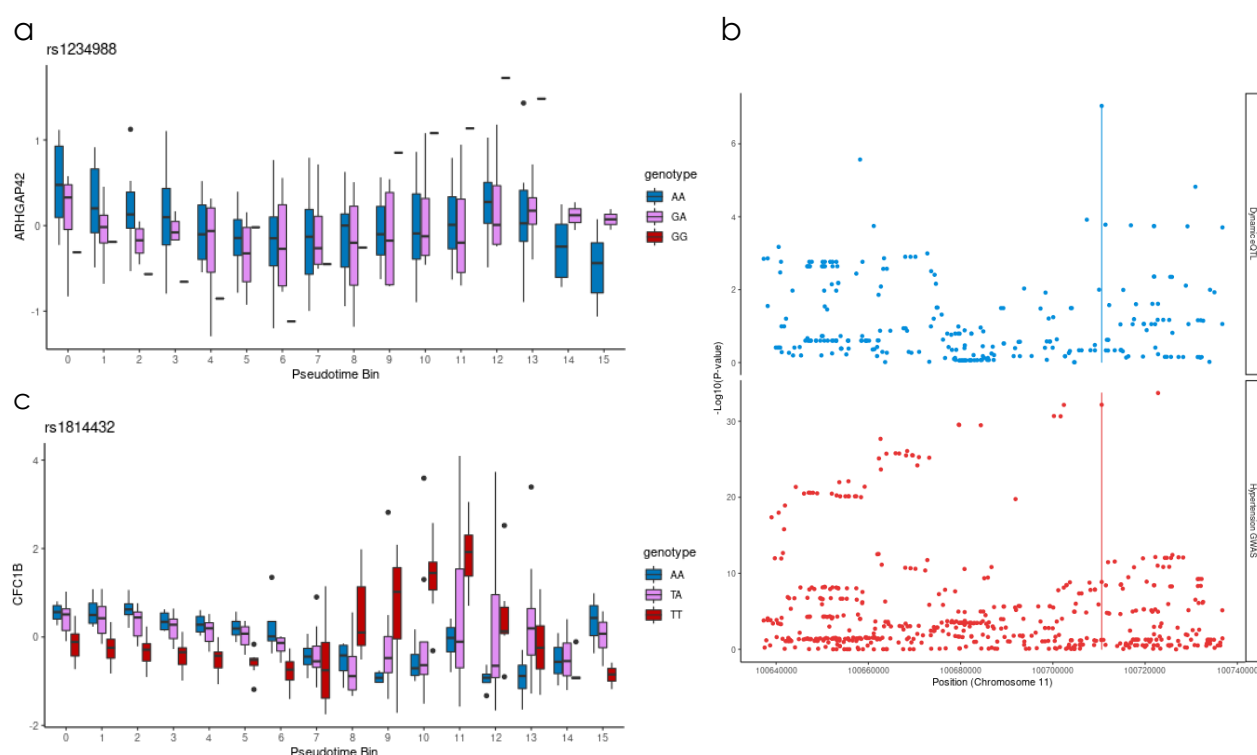 a
rs1234988
ARHGAP42
1
0
-1
0 1 2 3 4 5 6 7 8 9 10 11 12 13 14 15
Pseudotime Bin
genotype
AA
GA
GG
b
-Log10(P-value)
6
4
2
0
Dynamic eQTL
30
20
10
0
Hypertension GWAS
100640000 100660000 100680000 100700000 100720000 100740000
Position (Chromosome 11)
c
rs1814432
CFC1B
4
2
0
-2
0 1 2 3 4 5 6 7 8 9 10 11 12 13 14 15
Pseudotime Bin
genotype
AA
TA
TT